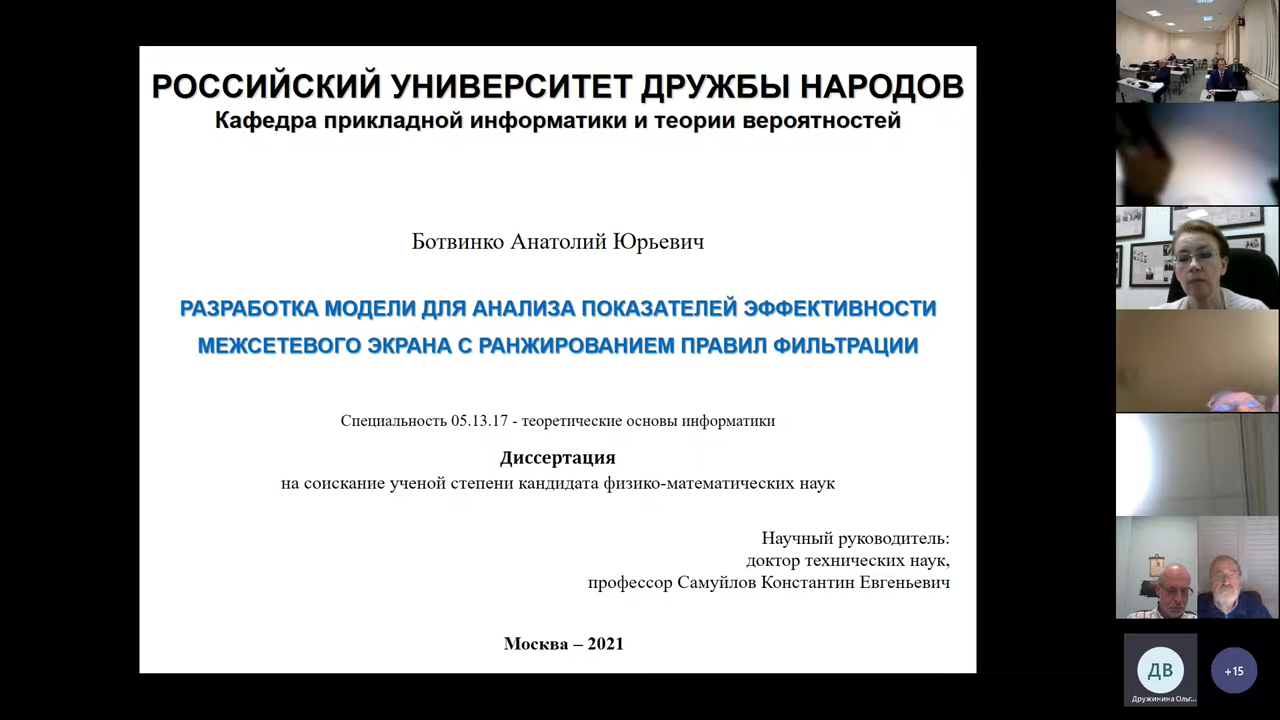 РОССИЙСКИЙ УНИВЕРСИТЕТ ДРУЖБЫ НАРОДОВ
Кафедра прикладной информатики и теории вероятностей
Ботвинко Анатолий Юрьевич
РАЗРАБОТКА МОДЕЛИ ДЛЯ АНАЛИЗА ПОКАЗАТЕЛЕЙ ЭФФЕКТИВНОСТИ
МЕЖСЕТЕВОГО ЭКРАНА С РАНЖИРОВАНИЕМ ПРАВИЛ ФИЛЬТРАЦИИ
Специальность 05.13.17 - теоретические основы информатики
Диссертация
на соискание ученой степени кандидата физико-математических наук
Научный руководитель:
доктор технических наук,
профессор Самуйлов Константин Евгеньевич
Москва – 2021
ДВ
Дружинина Ольг...
+15